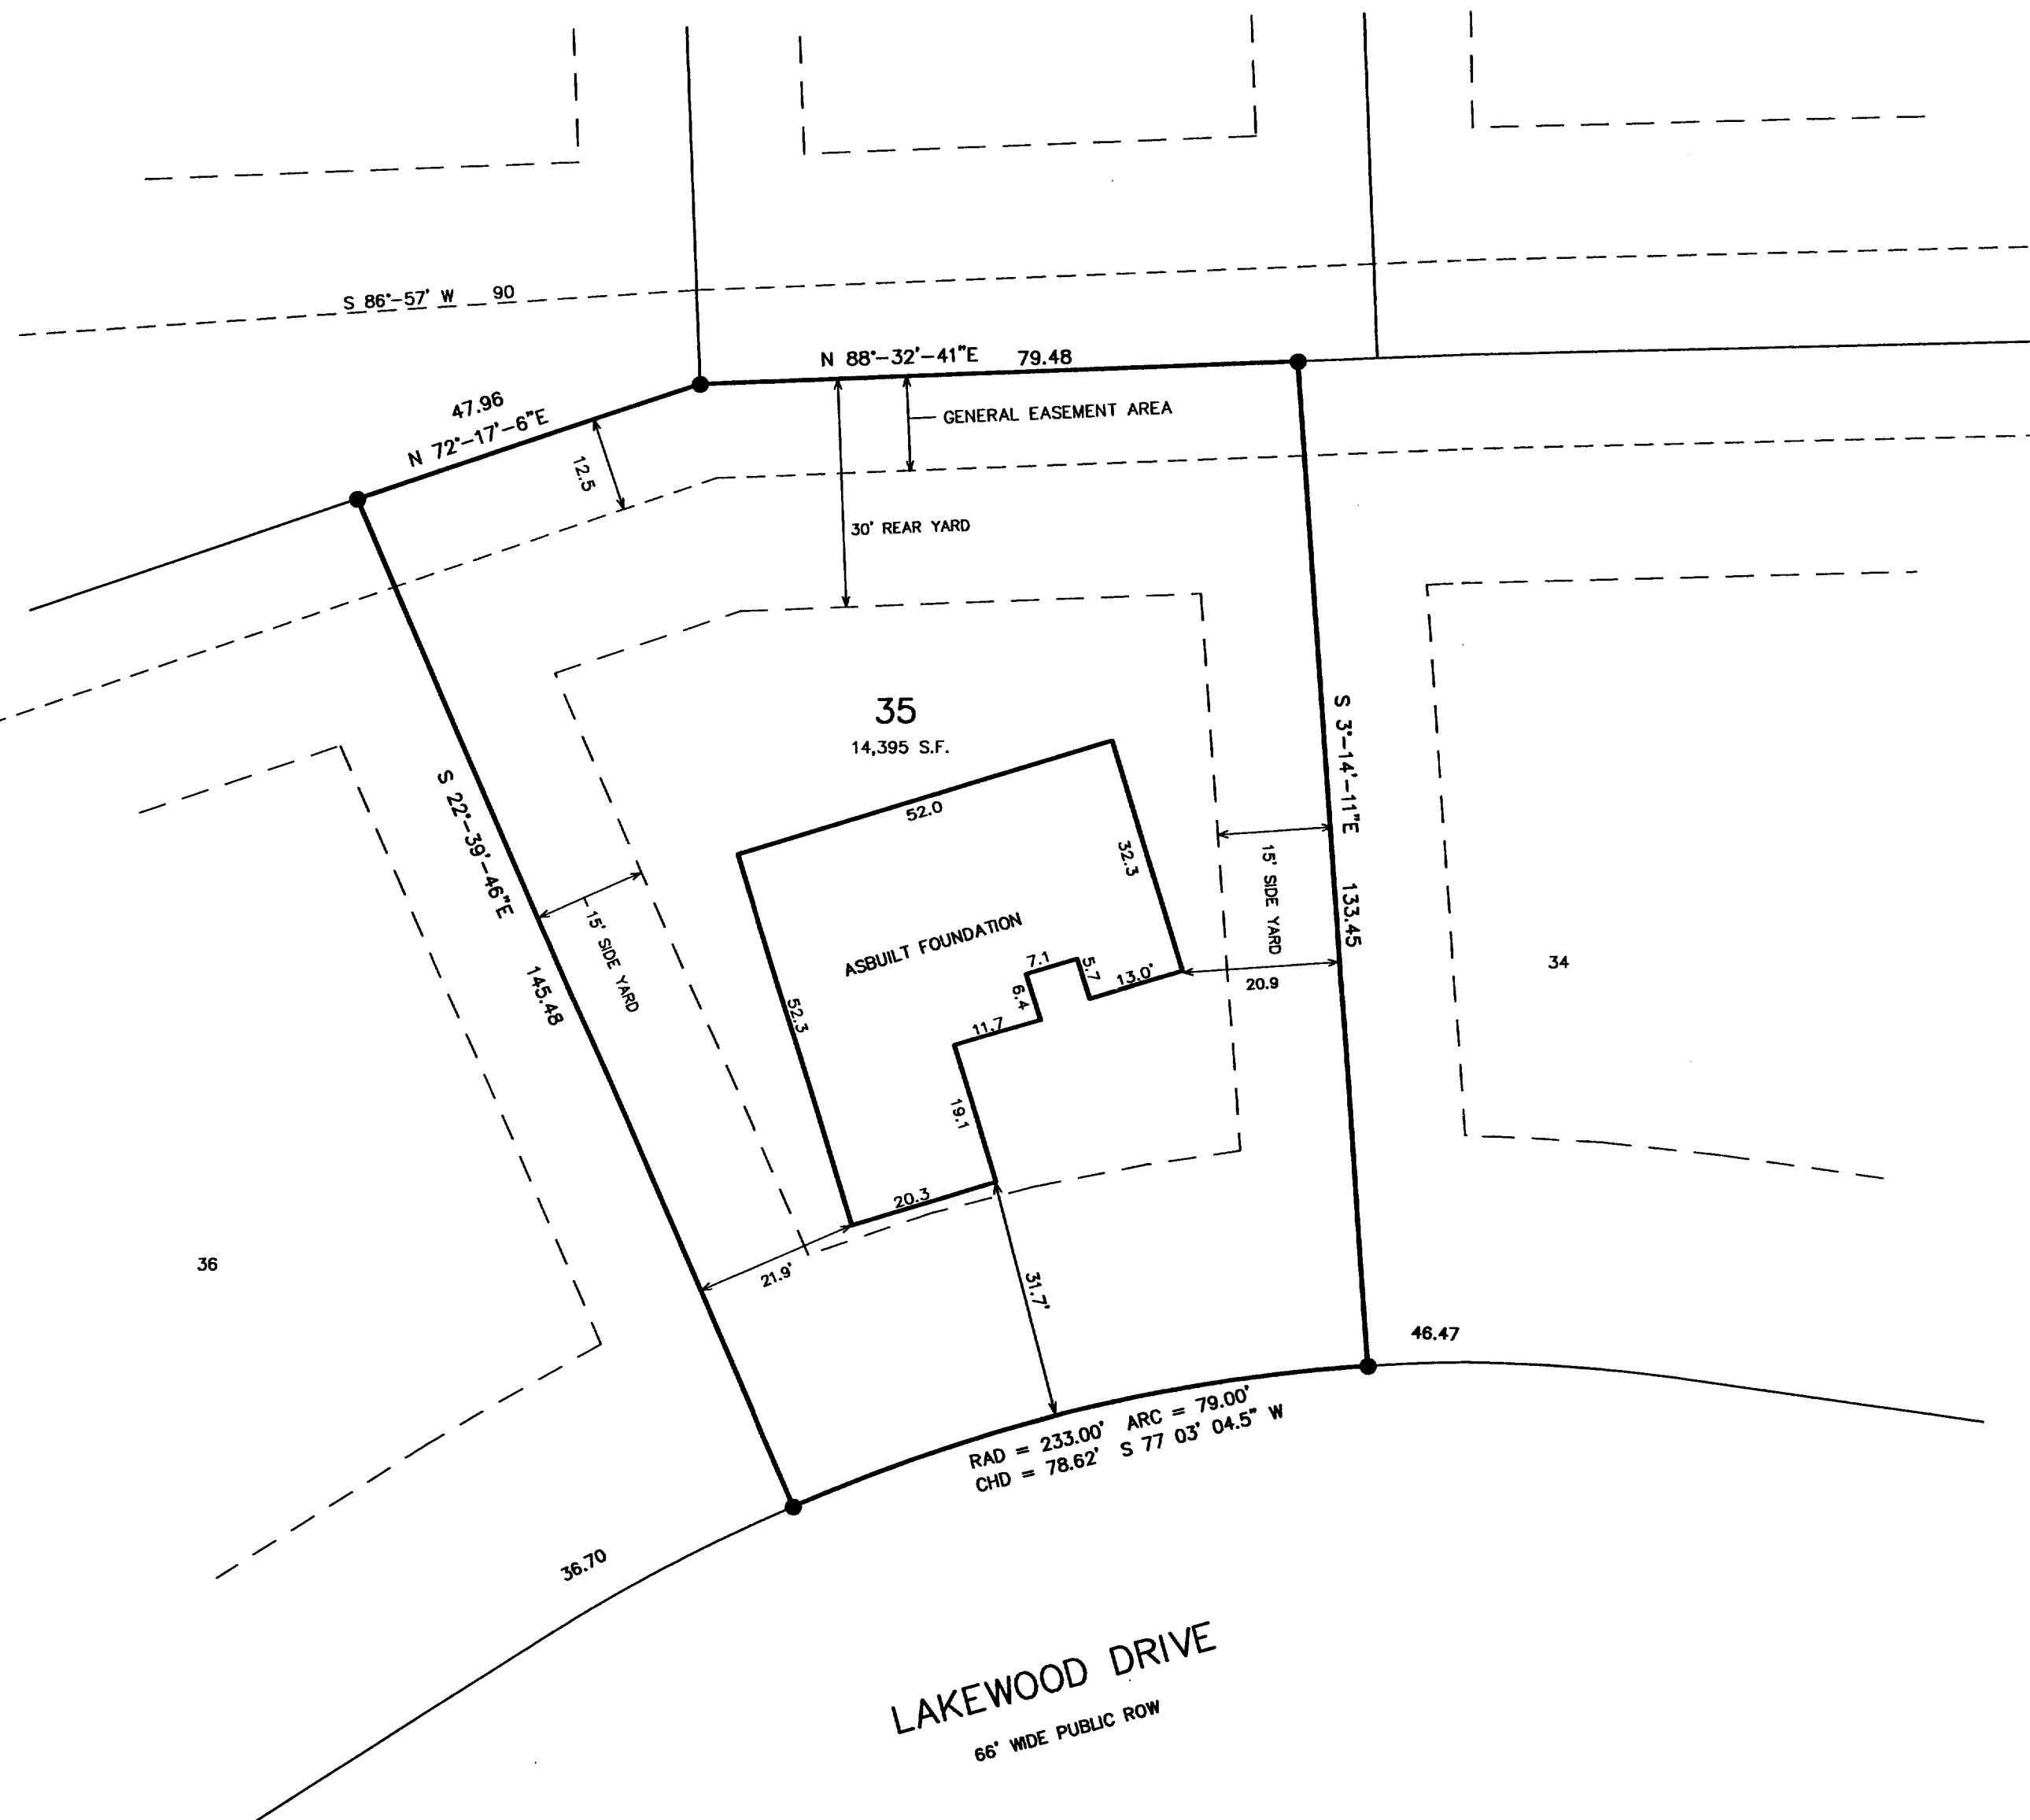 S 86°-57' W 90
N 88°-32'-41"E 79.48
47.96
N 72°-17'-6"E
GENERAL EASEMENT AREA
12.5
30' REAR YARD
35
14,395 S.F.
S 3°-14'-11"E 133.45
S 22°-39'-46"E 145.48
52.0
32.3
15' SIDE YARD
15' SIDE YARD
ASBUILT FOUNDATION
7.1
5.7
13.0'
6.4
20.9
34
52.3
11.7
19.1
20.3
36
21.9'
31.7'
46.47
RAD = 233.00' ARC = 79.00'
CHD = 78.62' S 77 03' 04.5" W
36.70
LAKEWOOD DRIVE
66' WIDE PUBLIC ROW